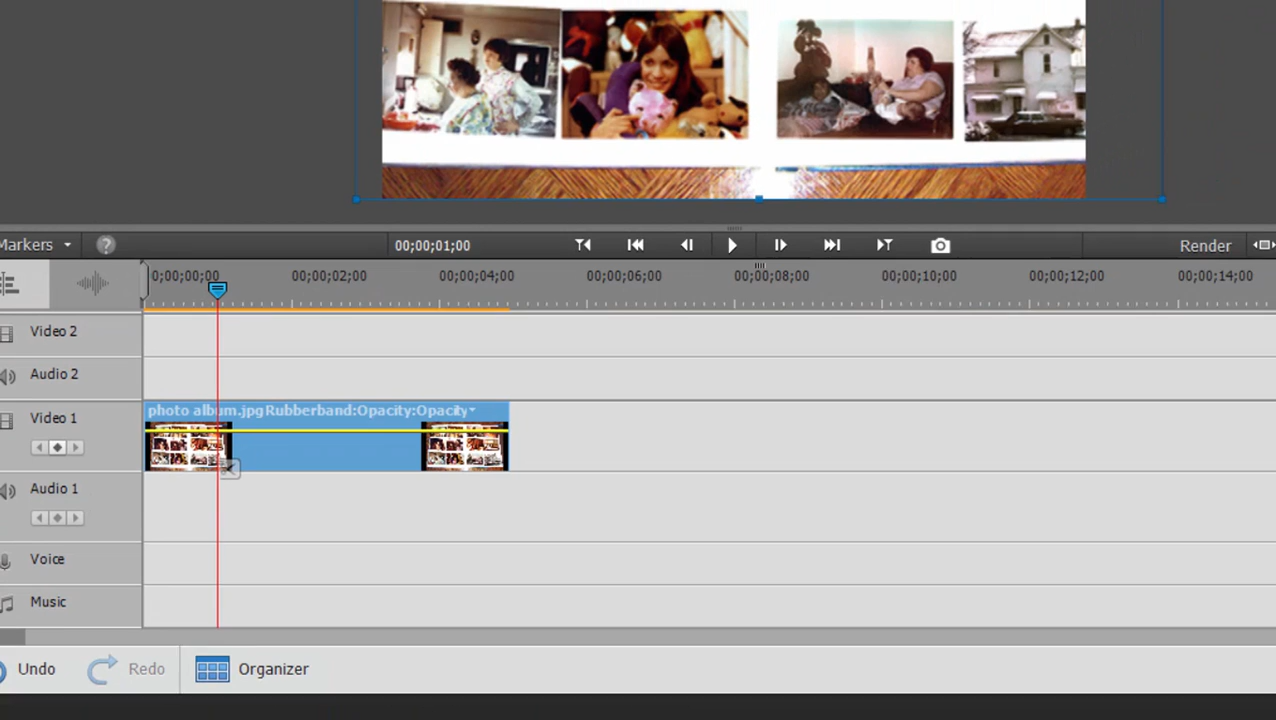 Markers
?
00;00;01;00
Render
0;00;00;00
00;00;02;00
00;00;04;00
00;00;06;00
00;00;08;00
00;00;10;00
00;00;12;00
00;00;14;00
Video 2
Audio 2
Video 1
photo album.jpgRubberband:Opacity:Opacity
Audio 1
Voice
Music
Undo
Redo
Organizer